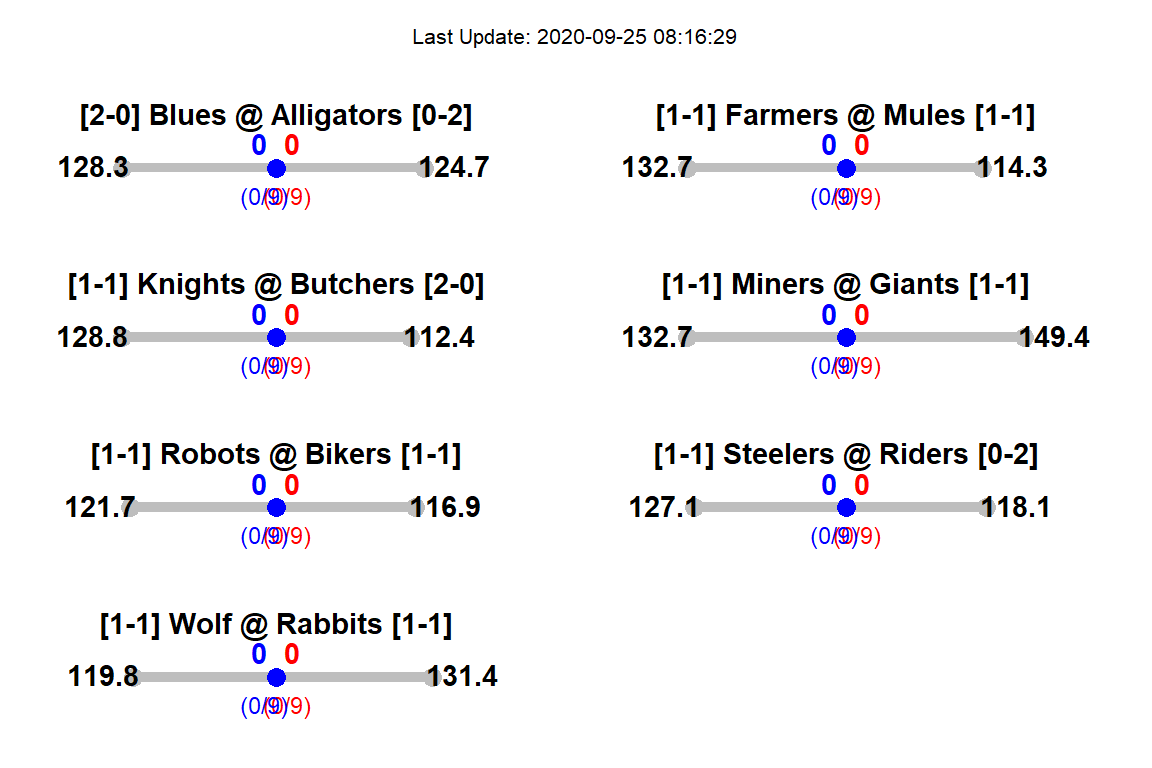 Last Update: 2020-09-25 08:16:29
[2-0] Blues @ Alligators [0-2]
0 0
128.3 124.7
(0/9) (0/9)
[1-1] Farmers @ Mules [1-1]
0 0
132.7 114.3
(0/9) (0/9)
[1-1] Knights @ Butchers [2-0]
0 0
128.8 112.4
(0/9) (0/9)
[1-1] Miners @ Giants [1-1]
0 0
132.7 149.4
(0/9) (0/9)
[1-1] Robots @ Bikers [1-1]
0 0
121.7 116.9
(0/9) (0/9)
[1-1] Steelers @ Riders [0-2]
0 0
127.1 118.1
(0/9) (0/9)
[1-1] Wolf @ Rabbits [1-1]
0 0
119.8 131.4
(0/9) (0/9)